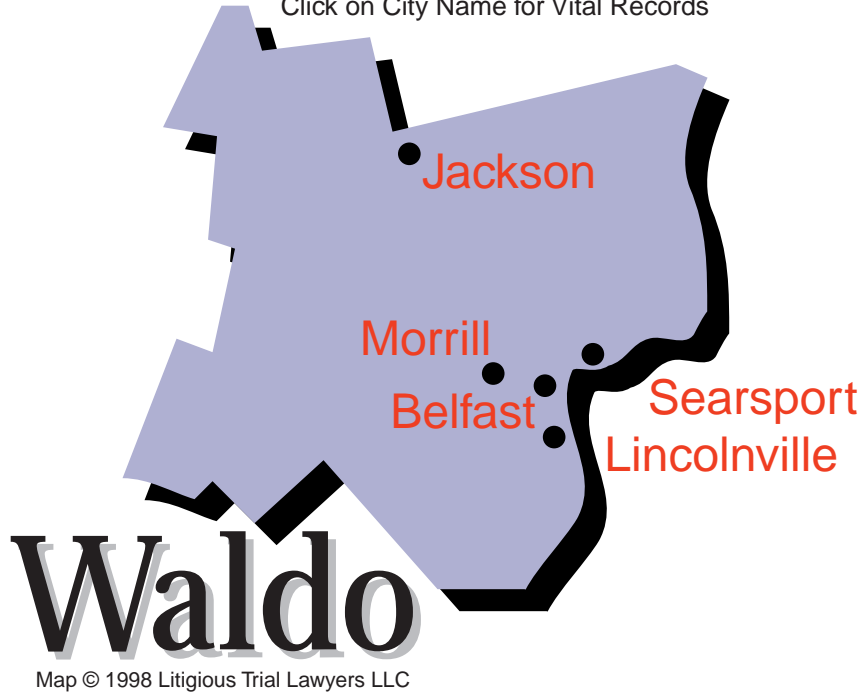 Click on City Name for Vital Records
Jackson
Morrill
Belfast
Searsport
Lincolnville
Waldo
Map © 1998 Litigious Trial Lawyers LLC